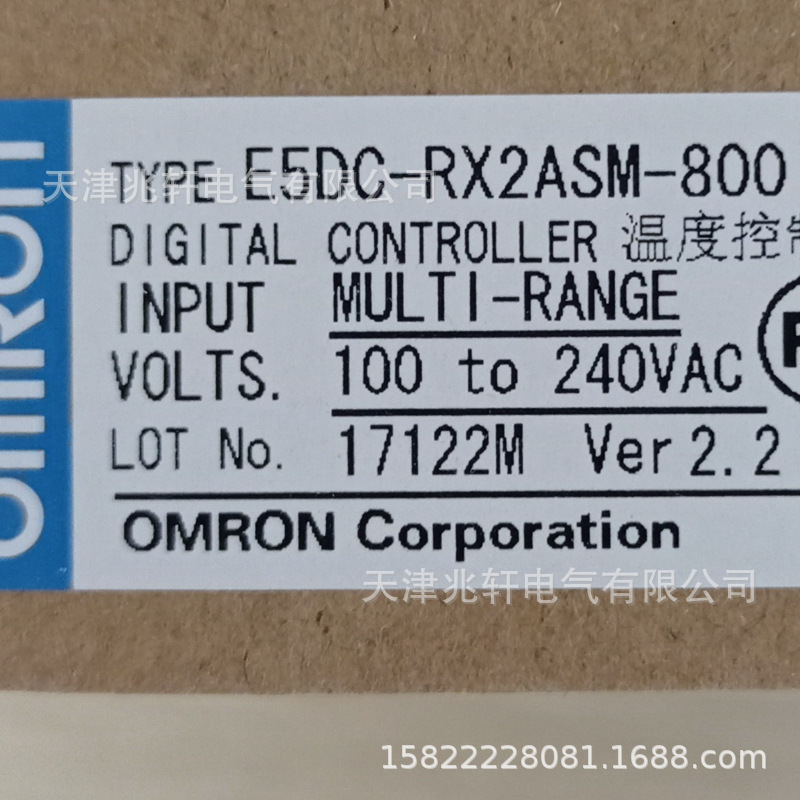 OMRON
TYPE E5DC-RX2ASM-800
天津兆轩电气有限公司
DIGITAL CONTROLLER 温度控制
INPUT MULTI-RANGE
VOLTS. 100 to 240VAC
LOT No. 17122M Ver 2.2
OMRON Corporation
天津兆轩电气有限公司
15822228081.1688.com